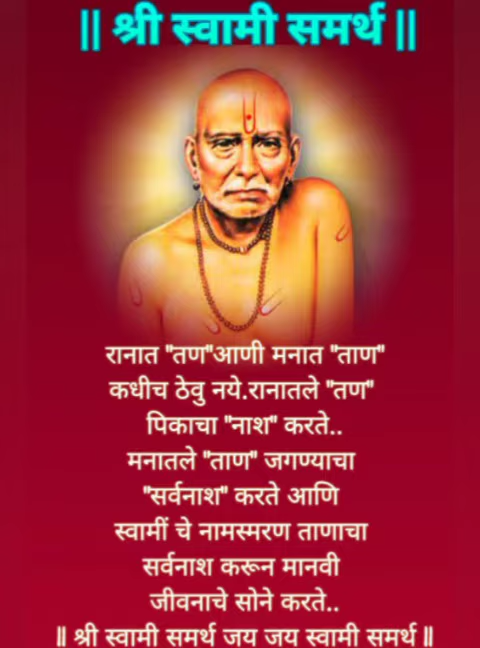 || श्री स्वामी समर्थ ||
रानात "तण"आणी मनात "ताण"
कधीच ठेवु नये.रानातले "तण"
पिकाचा "नाश" करते..
मनातले "ताण" जगण्याचा
"सर्वनाश" करते आणि
स्वामीं चे नामस्मरण ताणाचा
सर्वनाश करून मानवी
जीवनाचे सोने करते..
॥ श्री स्वामी समर्थ जय जय स्वामी समर्थ ॥